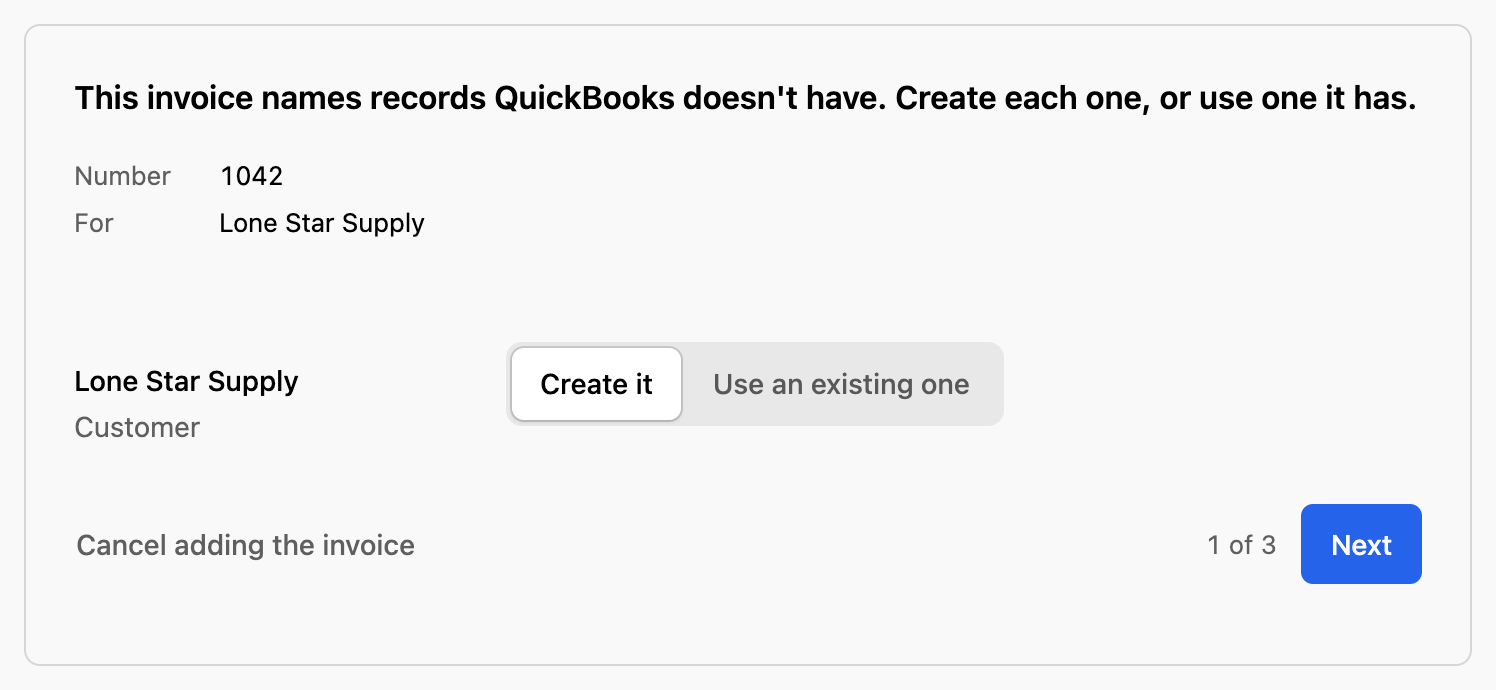 This invoice names records QuickBooks doesn't have. Create each one, or use one it has.
Number 1042
For Lone Star Supply
Lone Star Supply
Customer
Create it Use an existing one
Cancel adding the invoice
1 of 3 Next